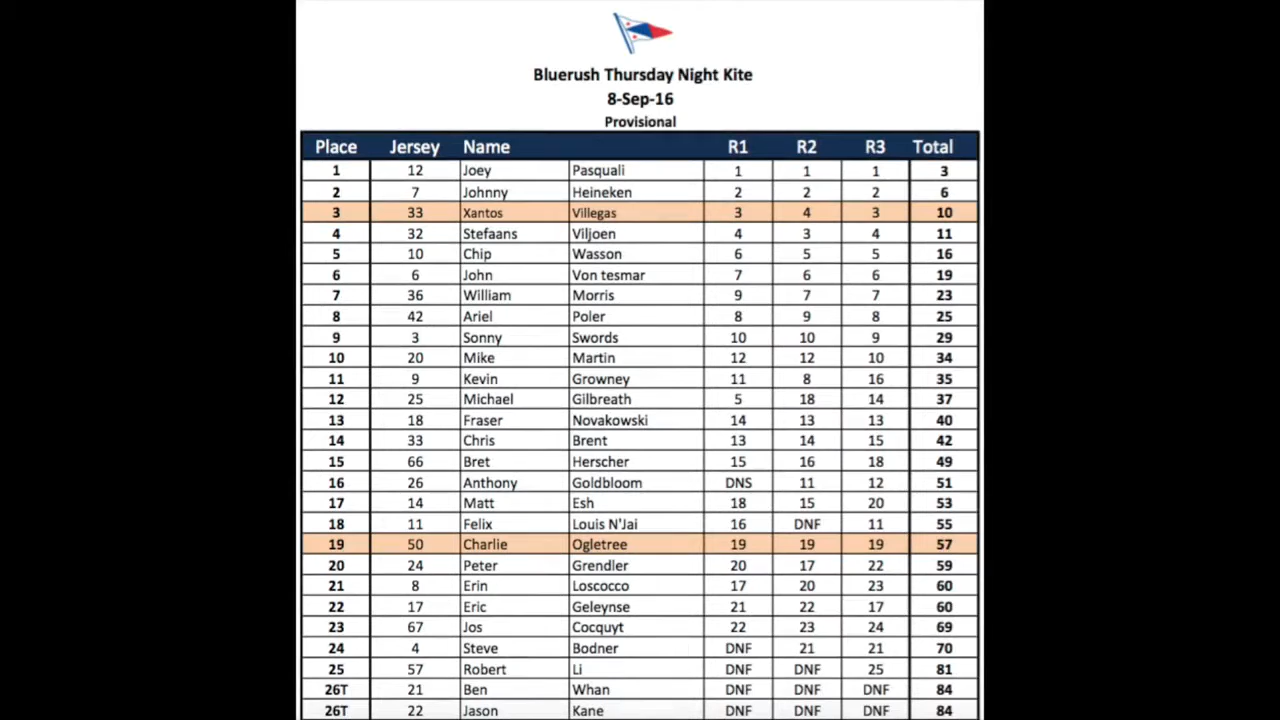 Bluerush Thursday Night Kite
8-Sep-16
Provisional
Place Jersey Name R1 R2 R3 Total
1 12 Joey Pasquali 1 1 1 3
2 7 Johnny Heineken 2 2 2 6
3 33 Xantos Villegas 3 4 3 10
4 32 Stefaans Viljoen 4 3 4 11
5 10 Chip Wasson 6 5 5 16
6 6 John Von tesmar 7 6 6 19
7 36 William Morris 9 7 7 23
8 42 Ariel Poler 8 9 8 25
9 3 Sonny Swords 10 10 9 29
10 20 Mike Martin 12 12 10 34
11 9 Kevin Growney 11 8 16 35
12 25 Michael Gilbreath 5 18 14 37
13 18 Fraser Novakowski 14 13 13 40
14 33 Chris Brent 13 14 15 42
15 66 Bret Herscher 15 16 18 49
16 26 Anthony Goldbloom DNS 11 12 51
17 14 Matt Esh 18 15 20 53
18 11 Felix Louis N'Jai 16 DNF 11 55
19 50 Charlie Ogletree 19 19 19 57
20 24 Peter Grendler 20 17 22 59
21 8 Erin Loscocco 17 20 23 60
22 17 Eric Geleynse 21 22 17 60
23 67 Jos Cocquyt 22 23 24 69
24 4 Steve Bodner DNF 21 21 70
25 57 Robert Li DNF DNF 25 81
26T 21 Ben Whan DNF DNF DNF 84
26T 22 Jason Kane DNF DNF DNF 84